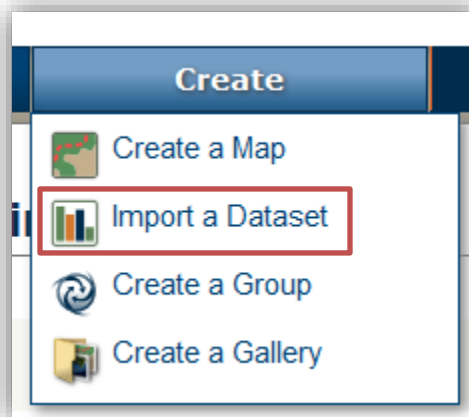 Create
Create a Map
Import a Dataset
Create a Group
Create a Gallery